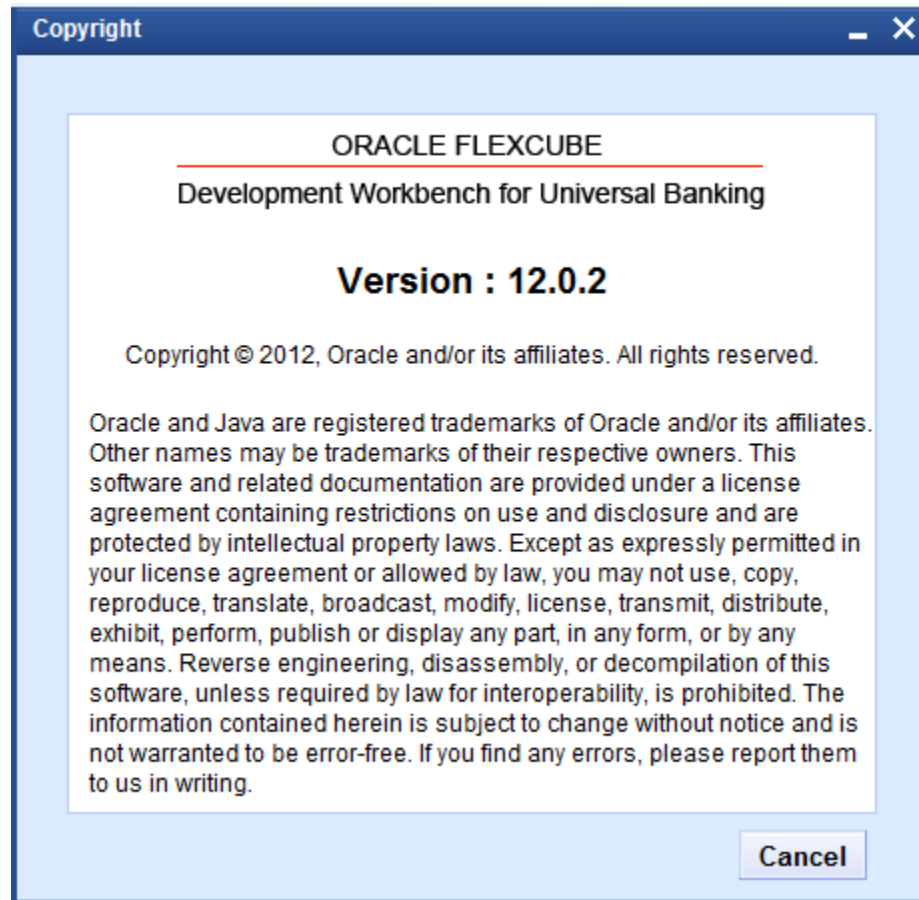 Copyright
ORACLE FLEXCUBE
Development Workbench for Universal Banking
Version : 12.0.2
Copyright © 2012, Oracle and/or its affiliates. All rights reserved.
Oracle and Java are registered trademarks of Oracle and/or its affiliates.
Other names may be trademarks of their respective owners. This
software and related documentation are provided under a license
agreement containing restrictions on use and disclosure and are
protected by intellectual property laws. Except as expressly permitted in
your license agreement or allowed by law, you may not use, copy,
reproduce, translate, broadcast, modify, license, transmit, distribute,
exhibit, perform, publish or display any part, in any form, or by any
means. Reverse engineering, disassembly, or decompilation of this
software, unless required by law for interoperability, is prohibited. The
information contained herein is subject to change without notice and is
not warranted to be error-free. If you find any errors, please report them
to us in writing.
Cancel